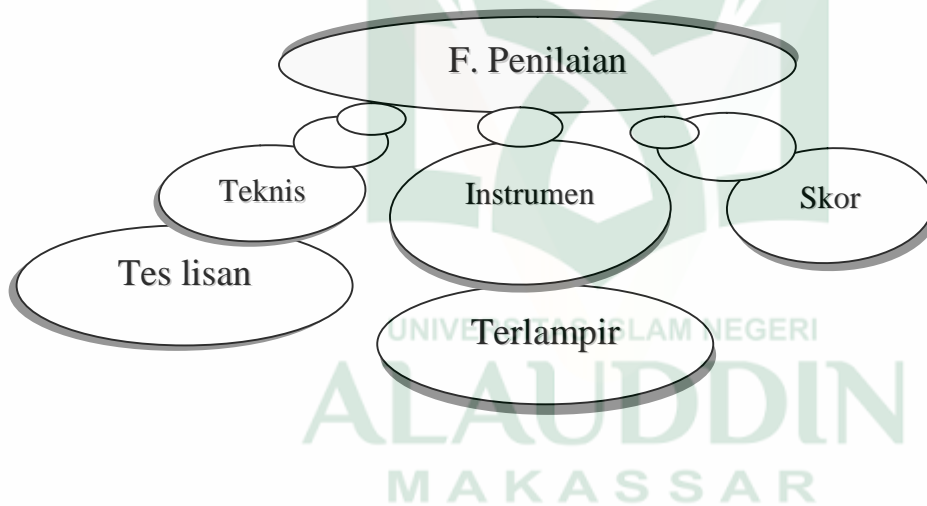 F. Penilaian
Teknis
Instrumen
Skor
Tes lisan
Terlampir
UNIVERSITAS ISLAM NEGERI
ALAUDDIN
MAKASSAR